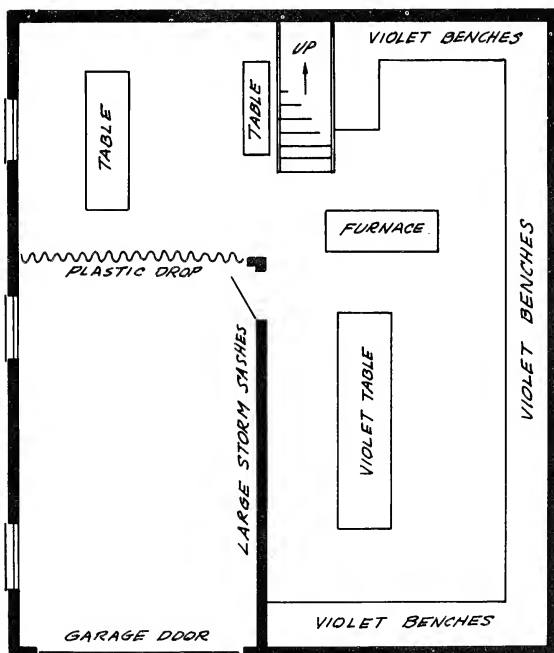 UP
VIOLET BENCHES
TABLE
TABLE
FURNACE
PLASTIC DROP
LARGE STORM SASHES
VIOLET TABLE
VIOLET BENCHES
VIOLET BENCHES
GARAGE DOOR